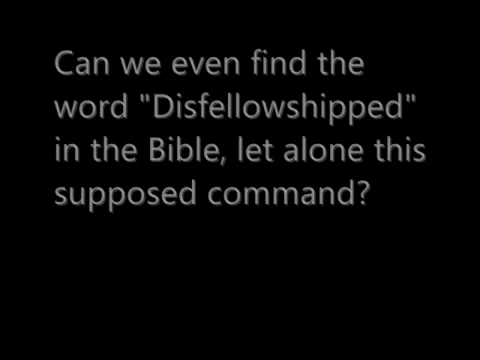 Can we even find the
word "Disfellowshipped"
in the Bible, let alone this
supposed command?